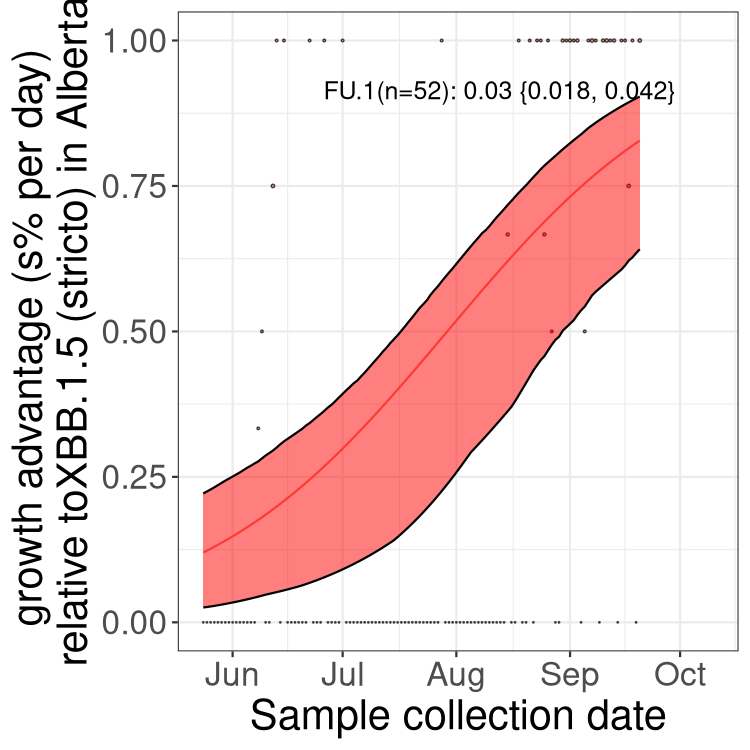 growth advantage (s% per day)
relative toXBB.1.5 (stricto) in Alberta
1.00
0.75
0.50
0.25
0.00
FU.1(n=52): 0.03 {0.018, 0.042}
Jun Jul Aug Sep Oct
Sample collection date